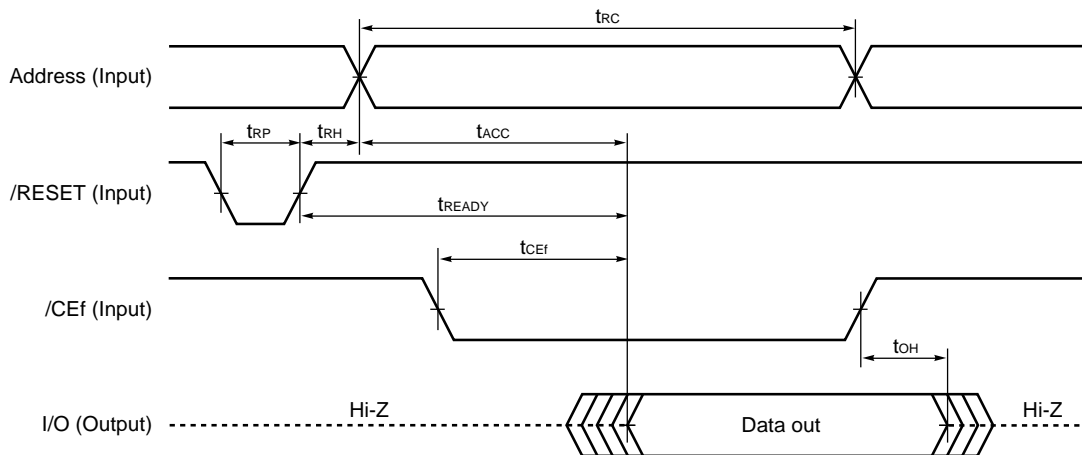 tRC
Address (Input)
tRP tRH tACC
/RESET (Input)
tREADY
tCEf
/CEf (Input)
tOH
I/O (Output) Hi-Z Data out Hi-Z